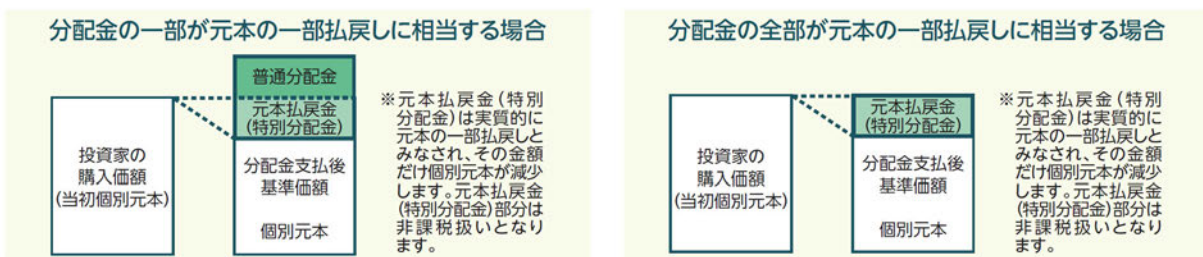 分配金の一部が元本の一部払戻しに相当する場合
普通分配金
元本払戻金
(特別分配金)
投資家の
購入価額
(当初個別元本)
分配金支払後
基準価額
個別元本
※元本払戻金(特別
分配金)は実質的に
元本の一部払戻しと
みなされ、その金額
だけ個別元本が減少
します。元本払戻金
(特別分配金)部分は
非課税扱いとなり
ます。
分配金の全部が元本の一部払戻しに相当する場合
元本払戻金
(特別分配金)
投資家の
購入価額
(当初個別元本)
分配金支払後
基準価額
個別元本
※元本払戻金(特別
分配金)は実質的に
元本の一部払戻しと
みなされ、その金額
だけ個別元本が減少
します。元本払戻金
(特別分配金)部分は
非課税扱いとなり
ます。